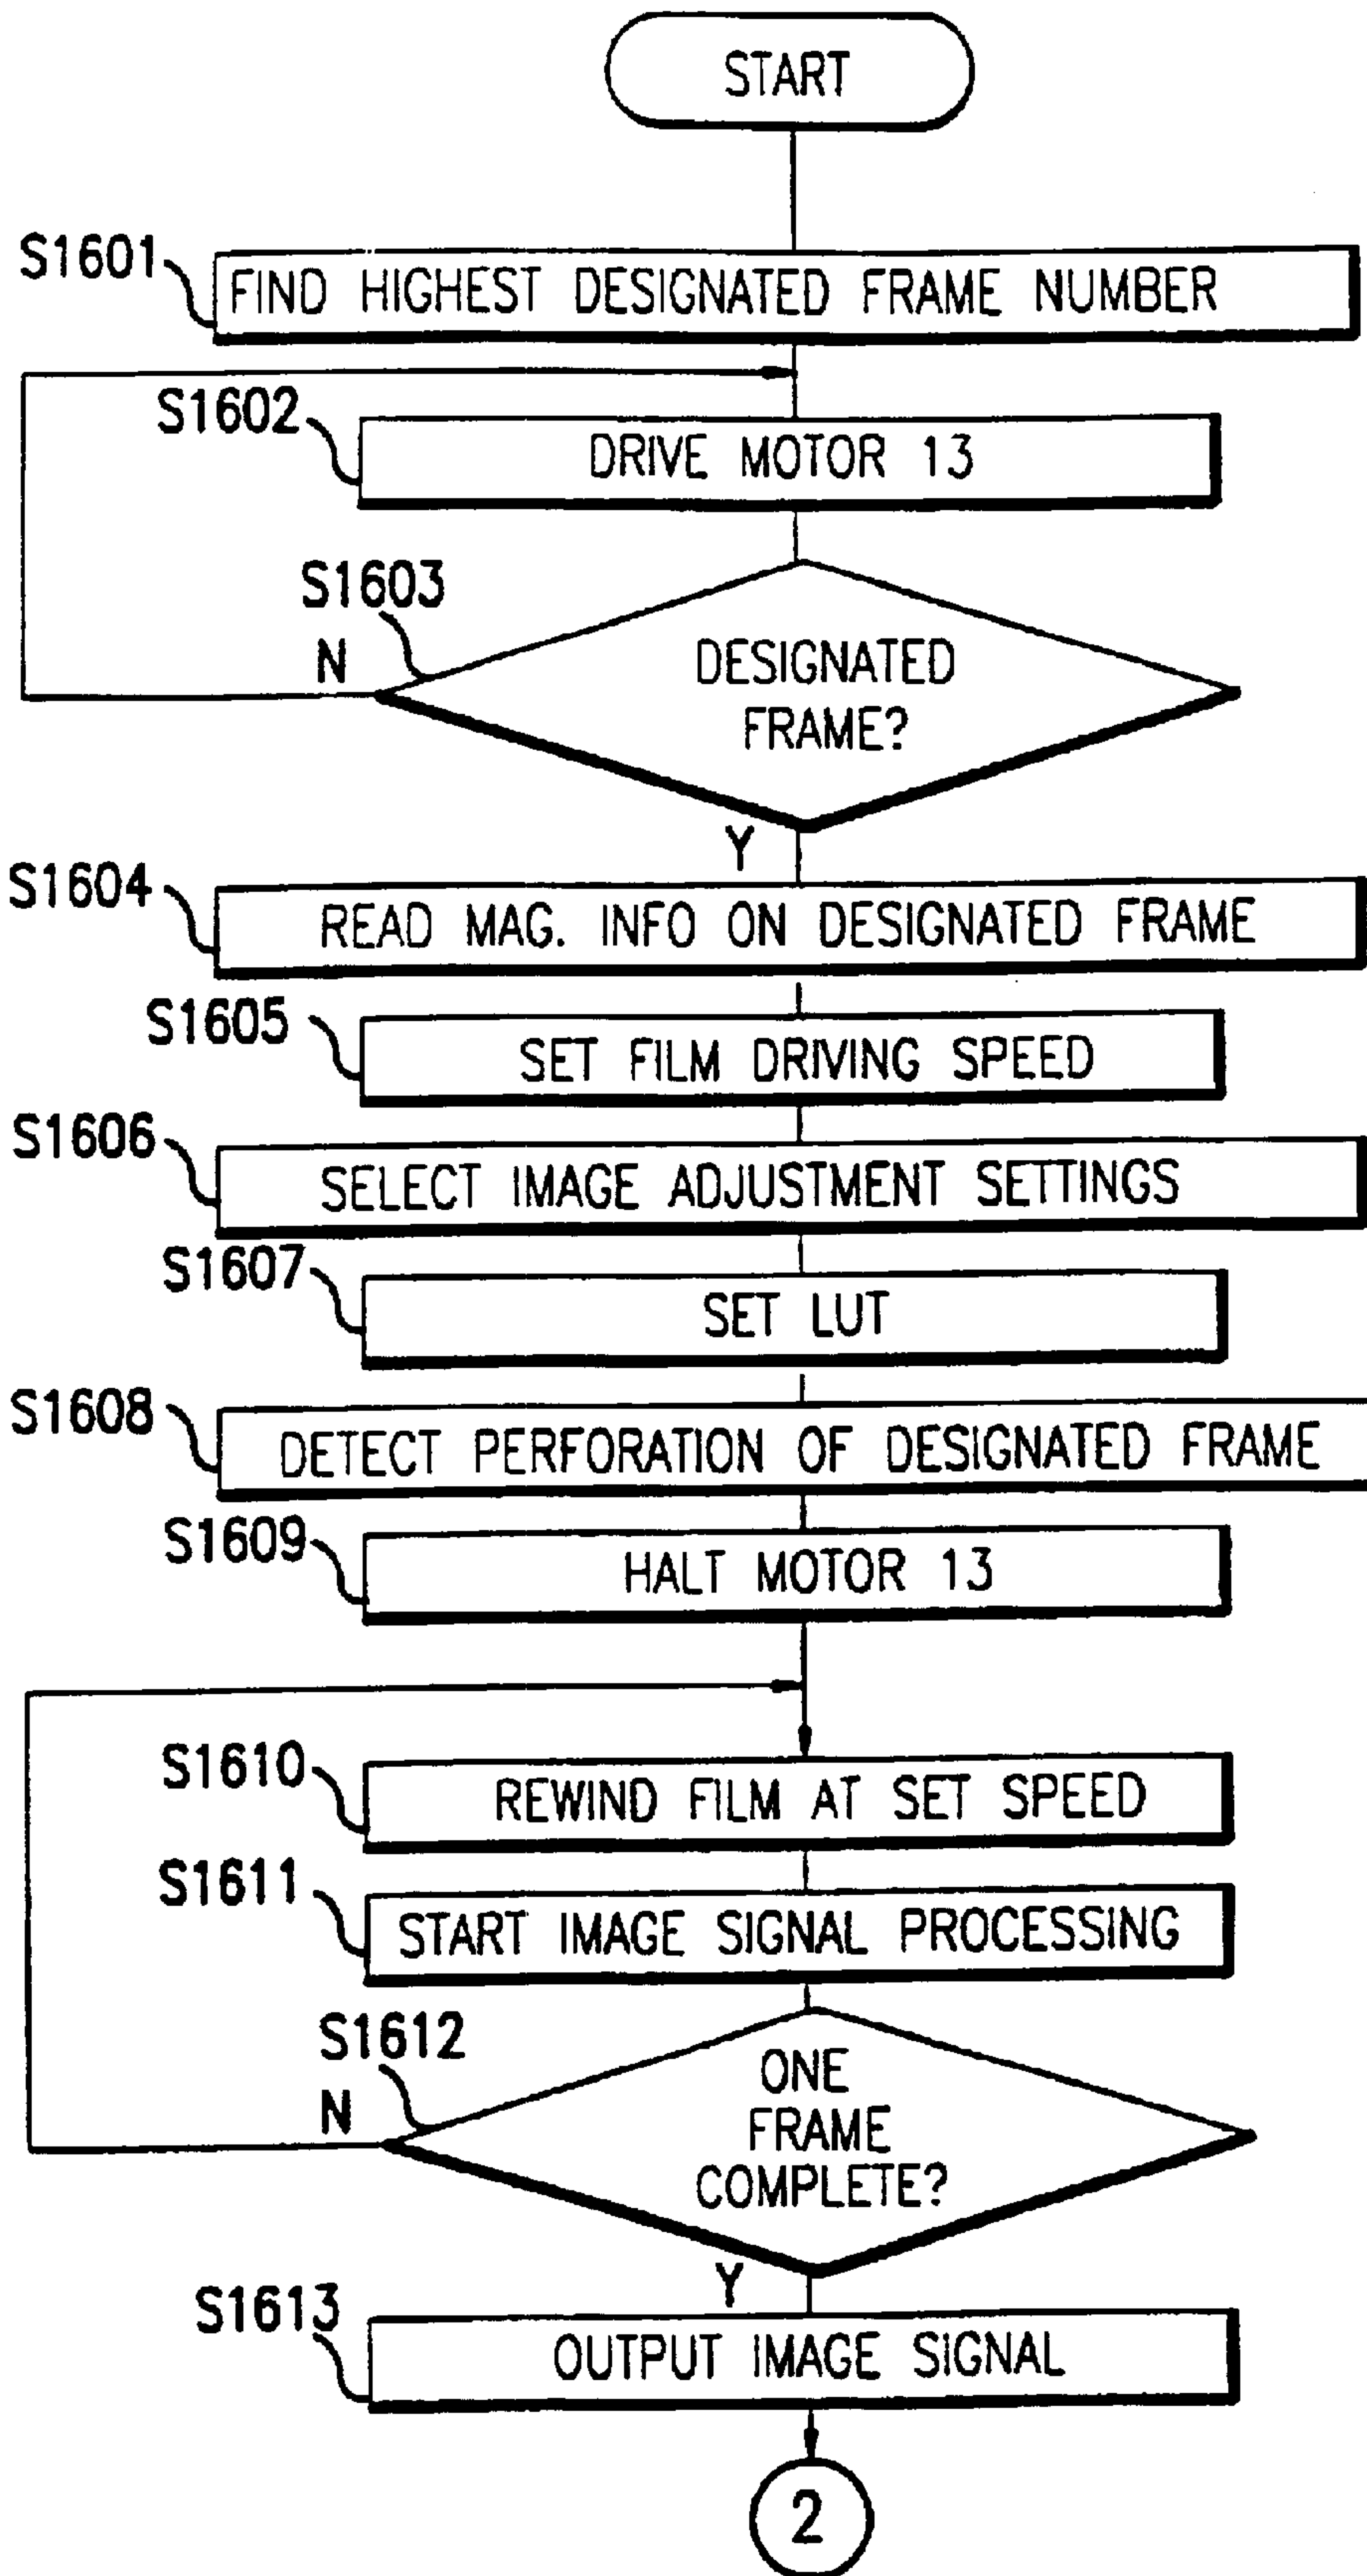 START
S1601
FIND HIGHEST DESIGNATED FRAME NUMBER
S1602
DRIVE MOTOR 13
S1603
N
DESIGNATED
FRAME?
Y
S1604
READ MAG. INFO ON DESIGNATED FRAME
S1605
SET FILM DRIVING SPEED
S1606
SELECT IMAGE ADJUSTMENT SETTINGS
S1607
SET LUT
S1608
DETECT PERFORATION OF DESIGNATED FRAME
S1609
HALT MOTOR 13
S1610
REWIND FILM AT SET SPEED
S1611
START IMAGE SIGNAL PROCESSING
S1612
N
ONE
FRAME
COMPLETE?
Y
S1613
OUTPUT IMAGE SIGNAL
2